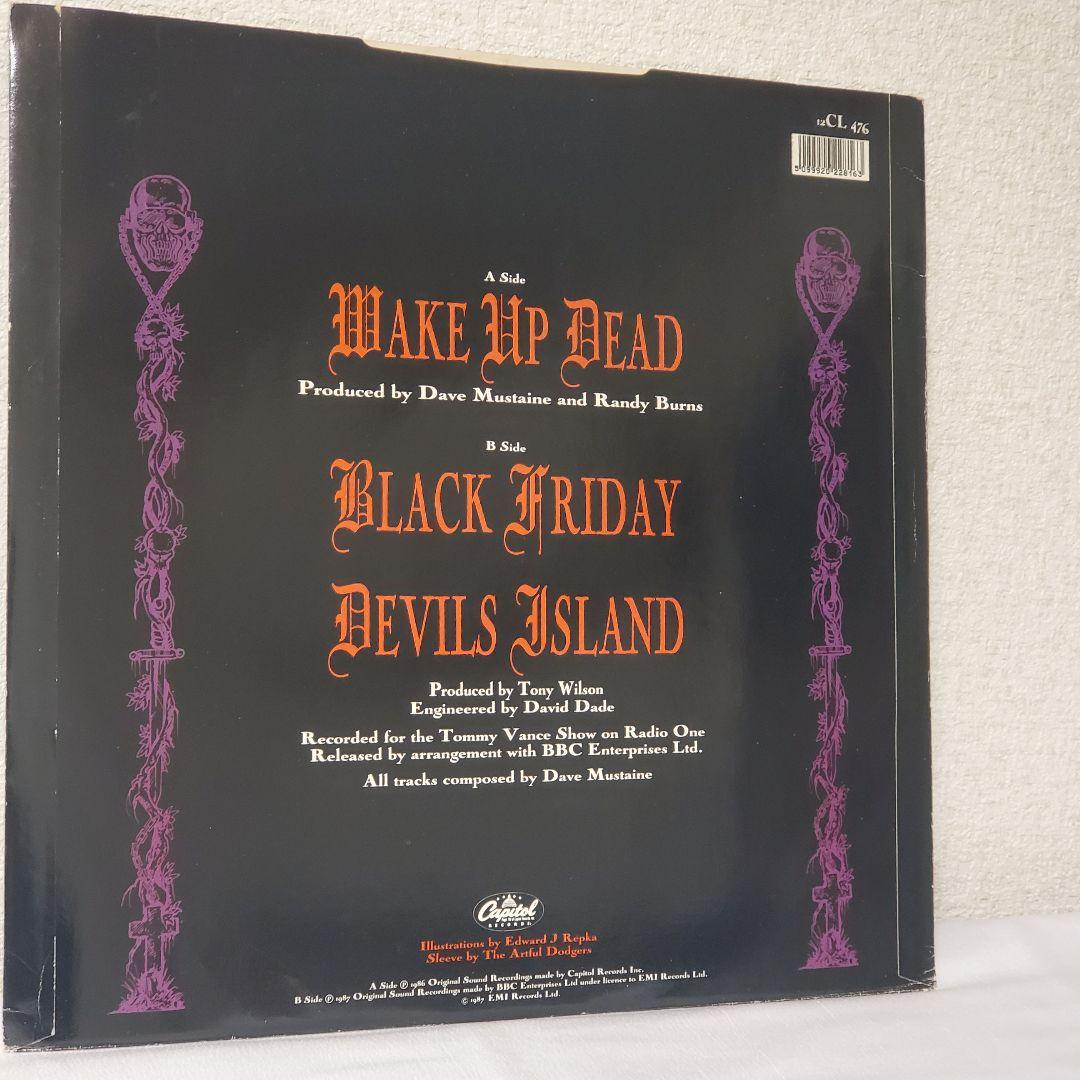 12CL 476
5 099920 228163
A Side
WAKE UP DEAD
Produced by Dave Mustaine and Randy Burns
B Side
BLACK FRIDAY
DEVILS ISLAND
Produced by Tony Wilson
Engineered by David Dade
Recorded for the Tommy Vance Show on Radio One
Released by arrangement with BBC Enterprises Ltd.
All tracks composed by Dave Mustaine
Capitol
RECORDS
Illustrations by Edward J Repka
Sleeve by The Artful Dodgers
A Side ℗ 1986 Original Sound Recordings made by Capitol Records Inc.
B Side ℗ 1987 Original Sound Recordings made by BBC Enterprises Ltd under licence to EMI Records Ltd.
© 1987 EMI Records Ltd.